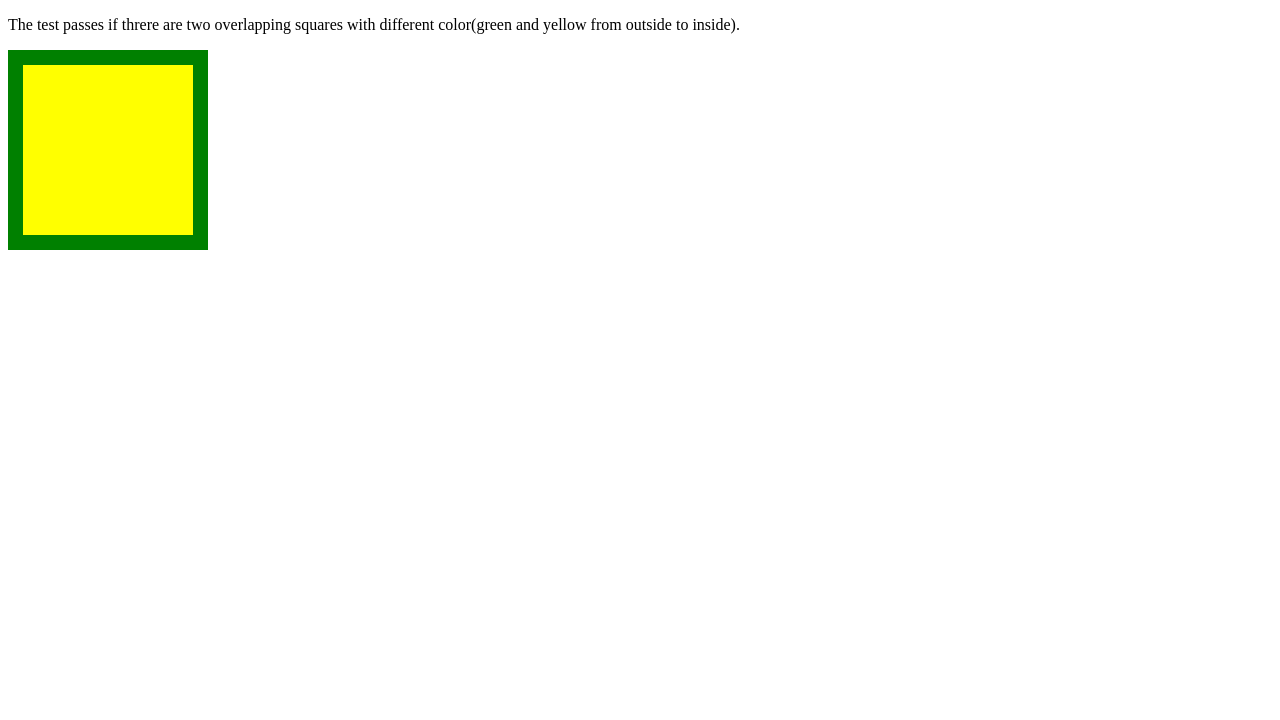 The test passes if threre are two overlapping squares with different color(green and yellow from outside to inside).